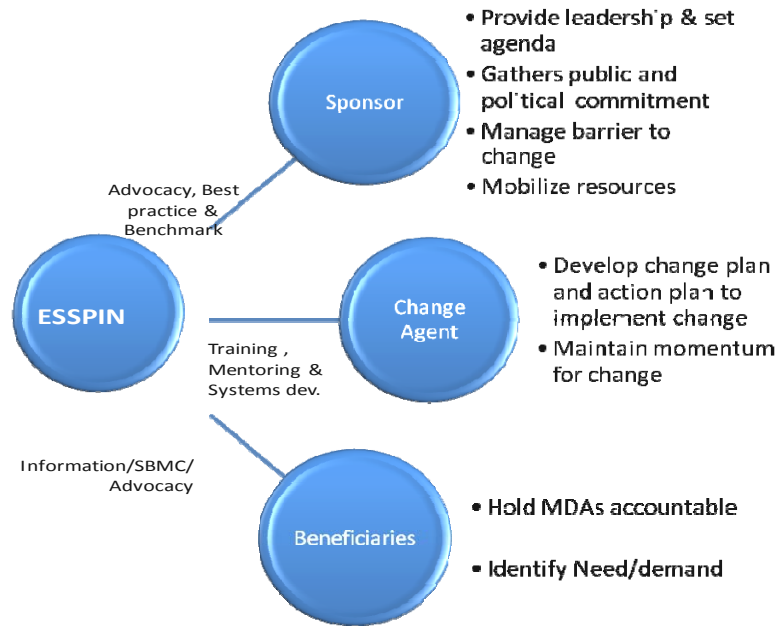 • Provide leadership & set
agenda
• Gathers public and
political commitment
• Manage barrier to
change
• Mobilize resources
Sponsor
Advocacy, Best
practice &
Benchmark
ESSPIN
Change
Agent
• Develop change plan
and action plan to
implement change
• Maintain momentum
for change
Training ,
Mentoring &
Systems dev.
Information/SBMC/
Advocacy
Beneficiaries
• Hold MDAs accountable
• Identify Need/demand